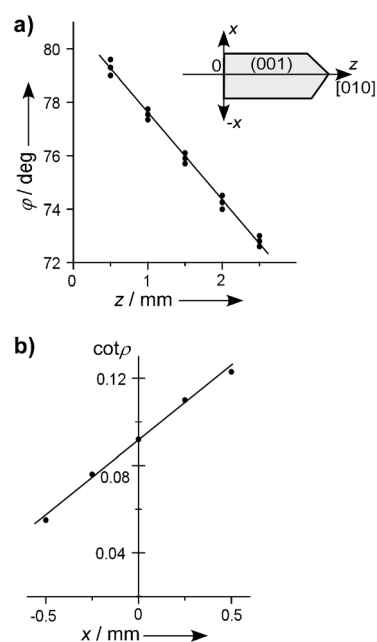 a)
x
0
(001)
z
[010]
-x
80
78
76
74
72
φ / deg
0
1
2
z / mm
b)
cotρ
0.12
0.08
0.04
-0.5
0
0.5
x / mm